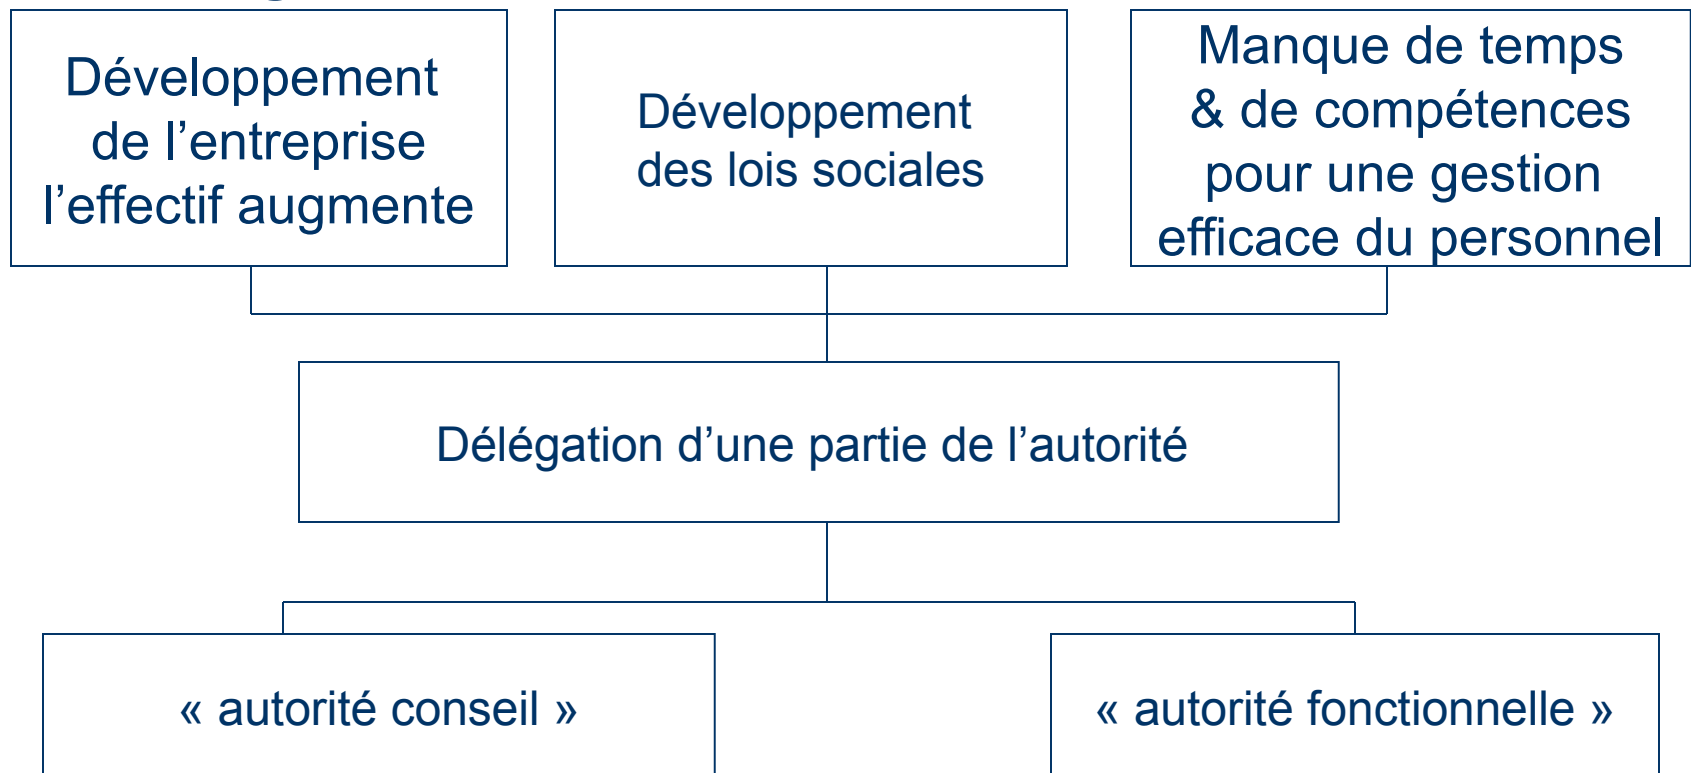 Développement
de l’entreprise
l’effectif augmente
Développement
des lois sociales
Manque de temps
& de compétences
pour une gestion
efficace du personnel
Délégation d’une partie de l’autorité
« autorité conseil »
« autorité fonctionnelle »